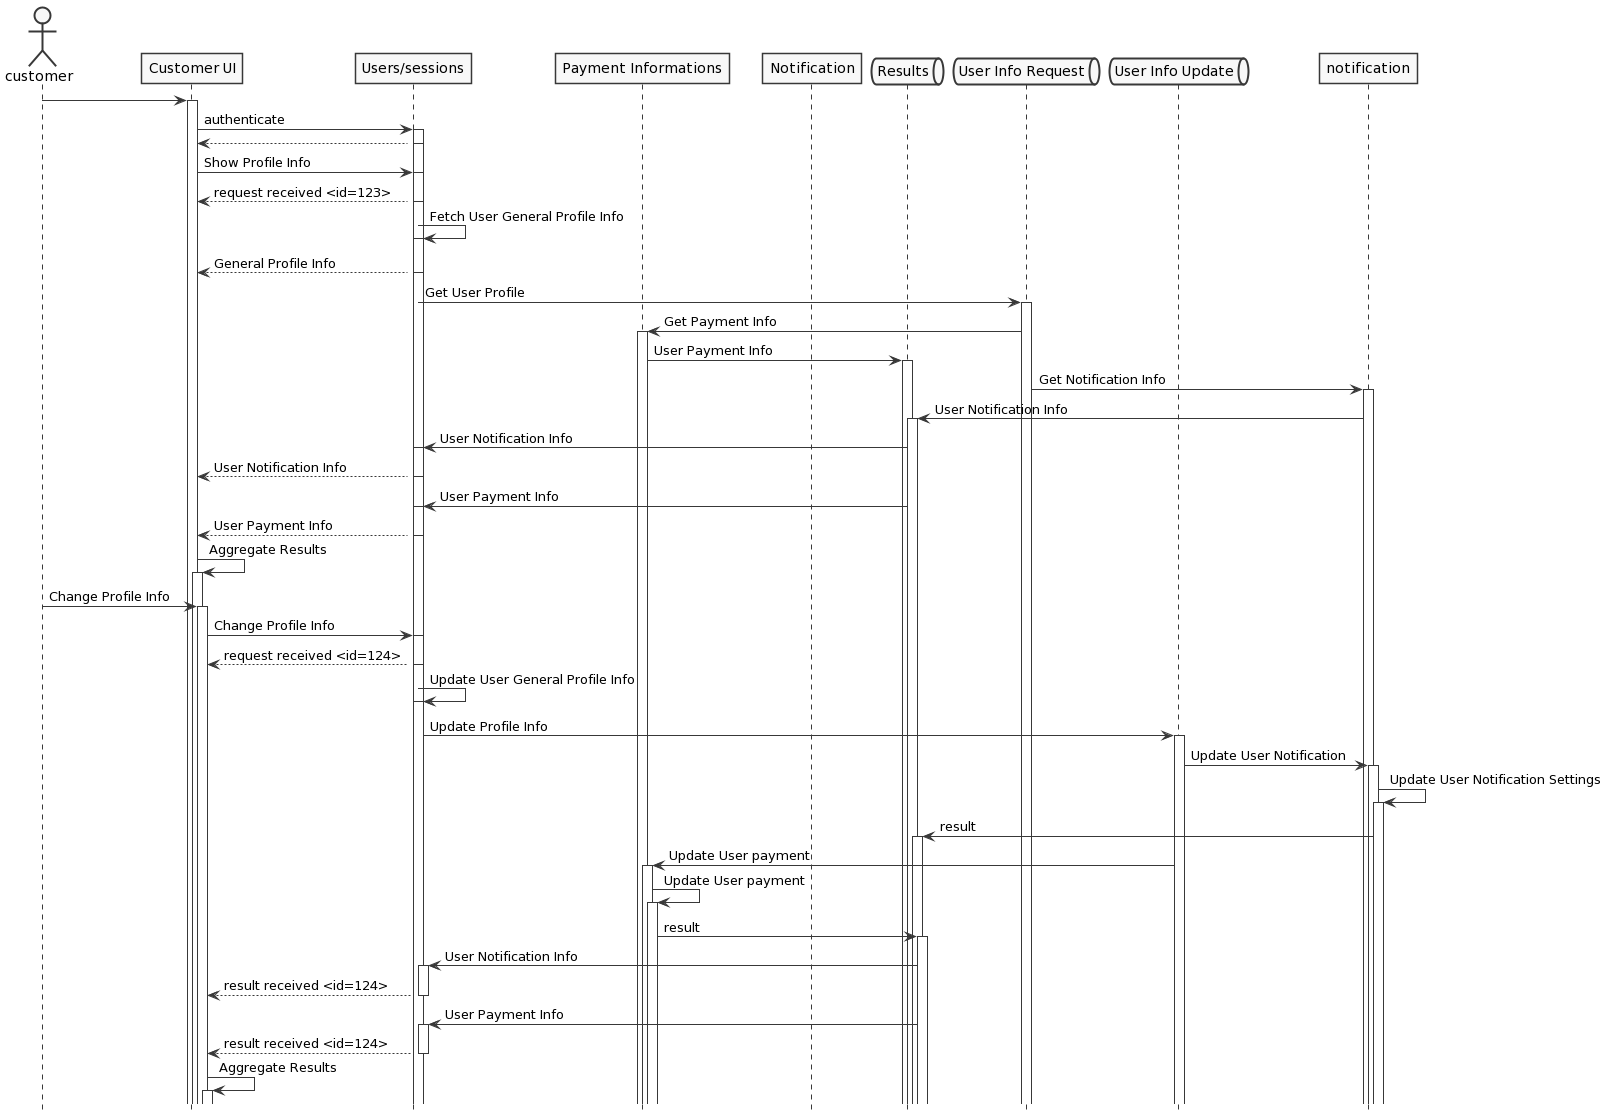 customer
Customer UI
Users/sessions
Payment Informations
Notification
Results
User Info Request
User Info Update
notification
authenticate
Show Profile Info
request received <id=123>
Fetch User General Profile Info
General Profile Info
Get User Profile
Get Payment Info
User Payment Info
Get Notification Info
User Notification Info
User Notification Info
User Notification Info
User Payment Info
User Payment Info
Aggregate Results
Change Profile Info
Change Profile Info
request received <id=124>
Update User General Profile Info
Update Profile Info
Update User Notification
Update User Notification Settings
result
Update User payment
Update User payment
result
User Notification Info
result received <id=124>
User Payment Info
result received <id=124>
Aggregate Results